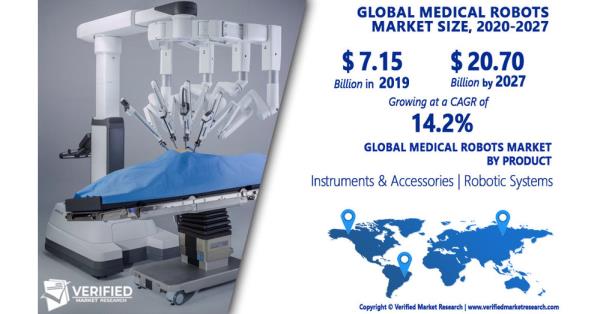 GLOBAL MEDICAL ROBOTS
MARKET SIZE, 2020-2027
$ 7.15
Billion in 2019
$ 20.70
Billion by 2027
Growing at a CAGR of
14.2%
GLOBAL MEDICAL ROBOTS MARKET
BY PRODUCT
Instruments & Accessories | Robotic Systems
VERIFIED
MARKET RESEARCH
Copyright © Verified Market Research | www.verifiedmarketresearch.com